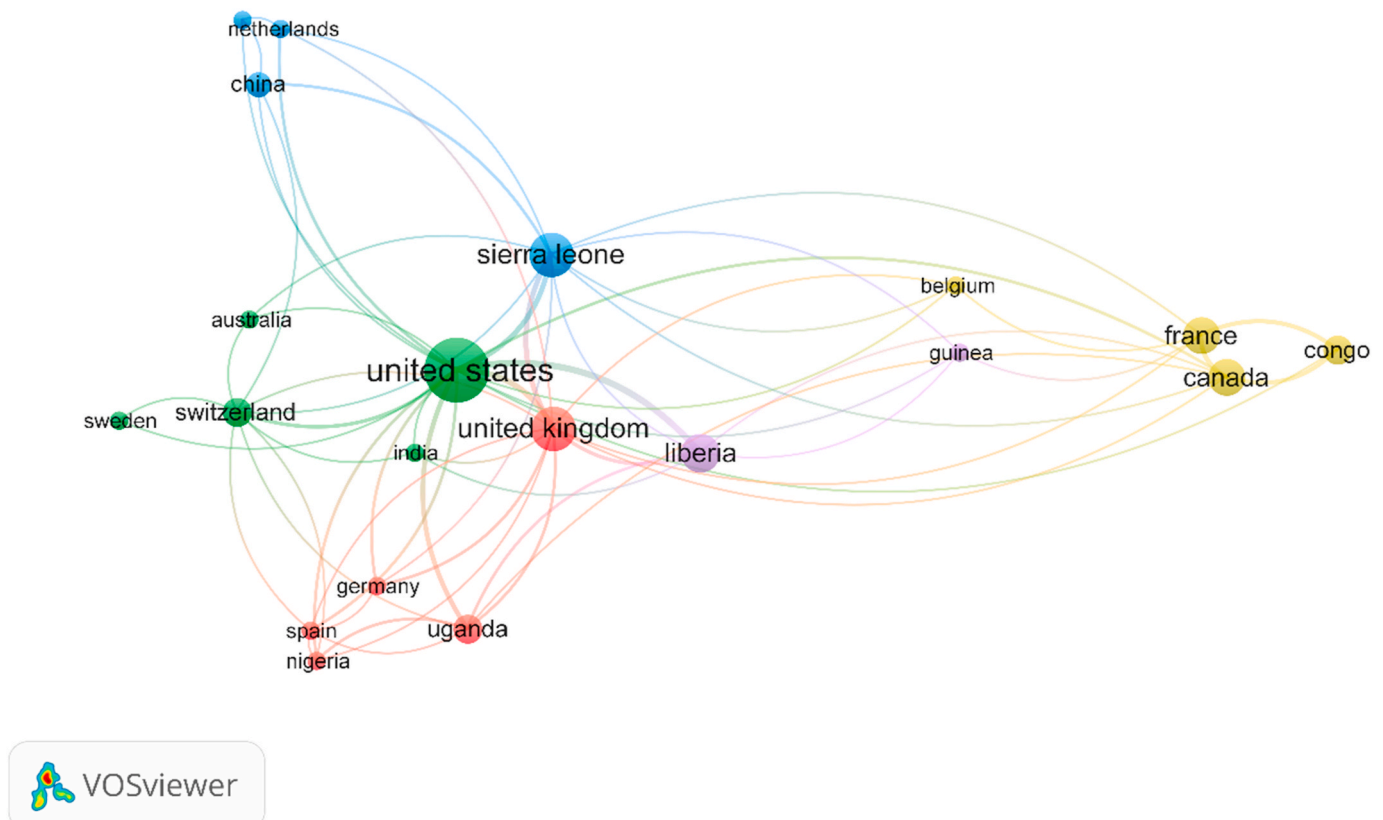 netherlands
china
sierra leone
belgium
australia
france
guinea
congo
united states
canada
switzerland
sweden
united kingdom
india
liberia
germany
spain
uganda
nigeria
VOSviewer